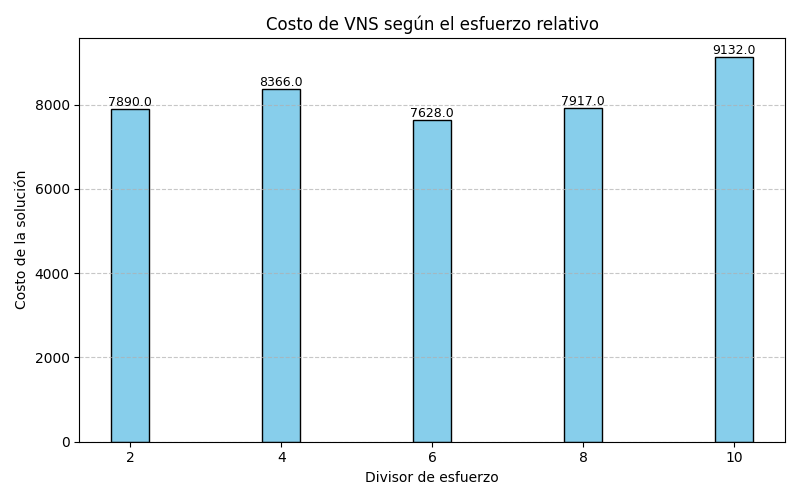 Costo de VNS según el esfuerzo relativo
Costo de la solución
8000
6000
4000
2000
0
7890.0
8366.0
7628.0
7917.0
9132.0
2 4 6 8 10
Divisor de esfuerzo